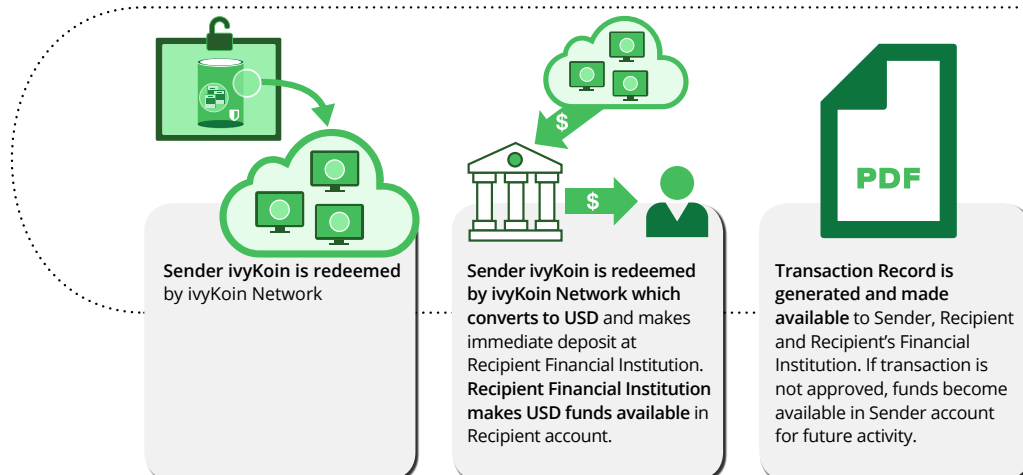 $
$
PDF
Sender ivyKoin is redeemed
by ivyKoin Network
Sender ivyKoin is redeemed
by ivyKoin Network which
converts to USD and makes
immediate deposit at
Recipient Financial Institution.
Recipient Financial Institution
makes USD funds available in
Recipient account.
Transaction Record is
generated and made
available to Sender, Recipient
and Recipient’s Financial
Institution. If transaction is
not approved, funds become
available in Sender account
for future activity.